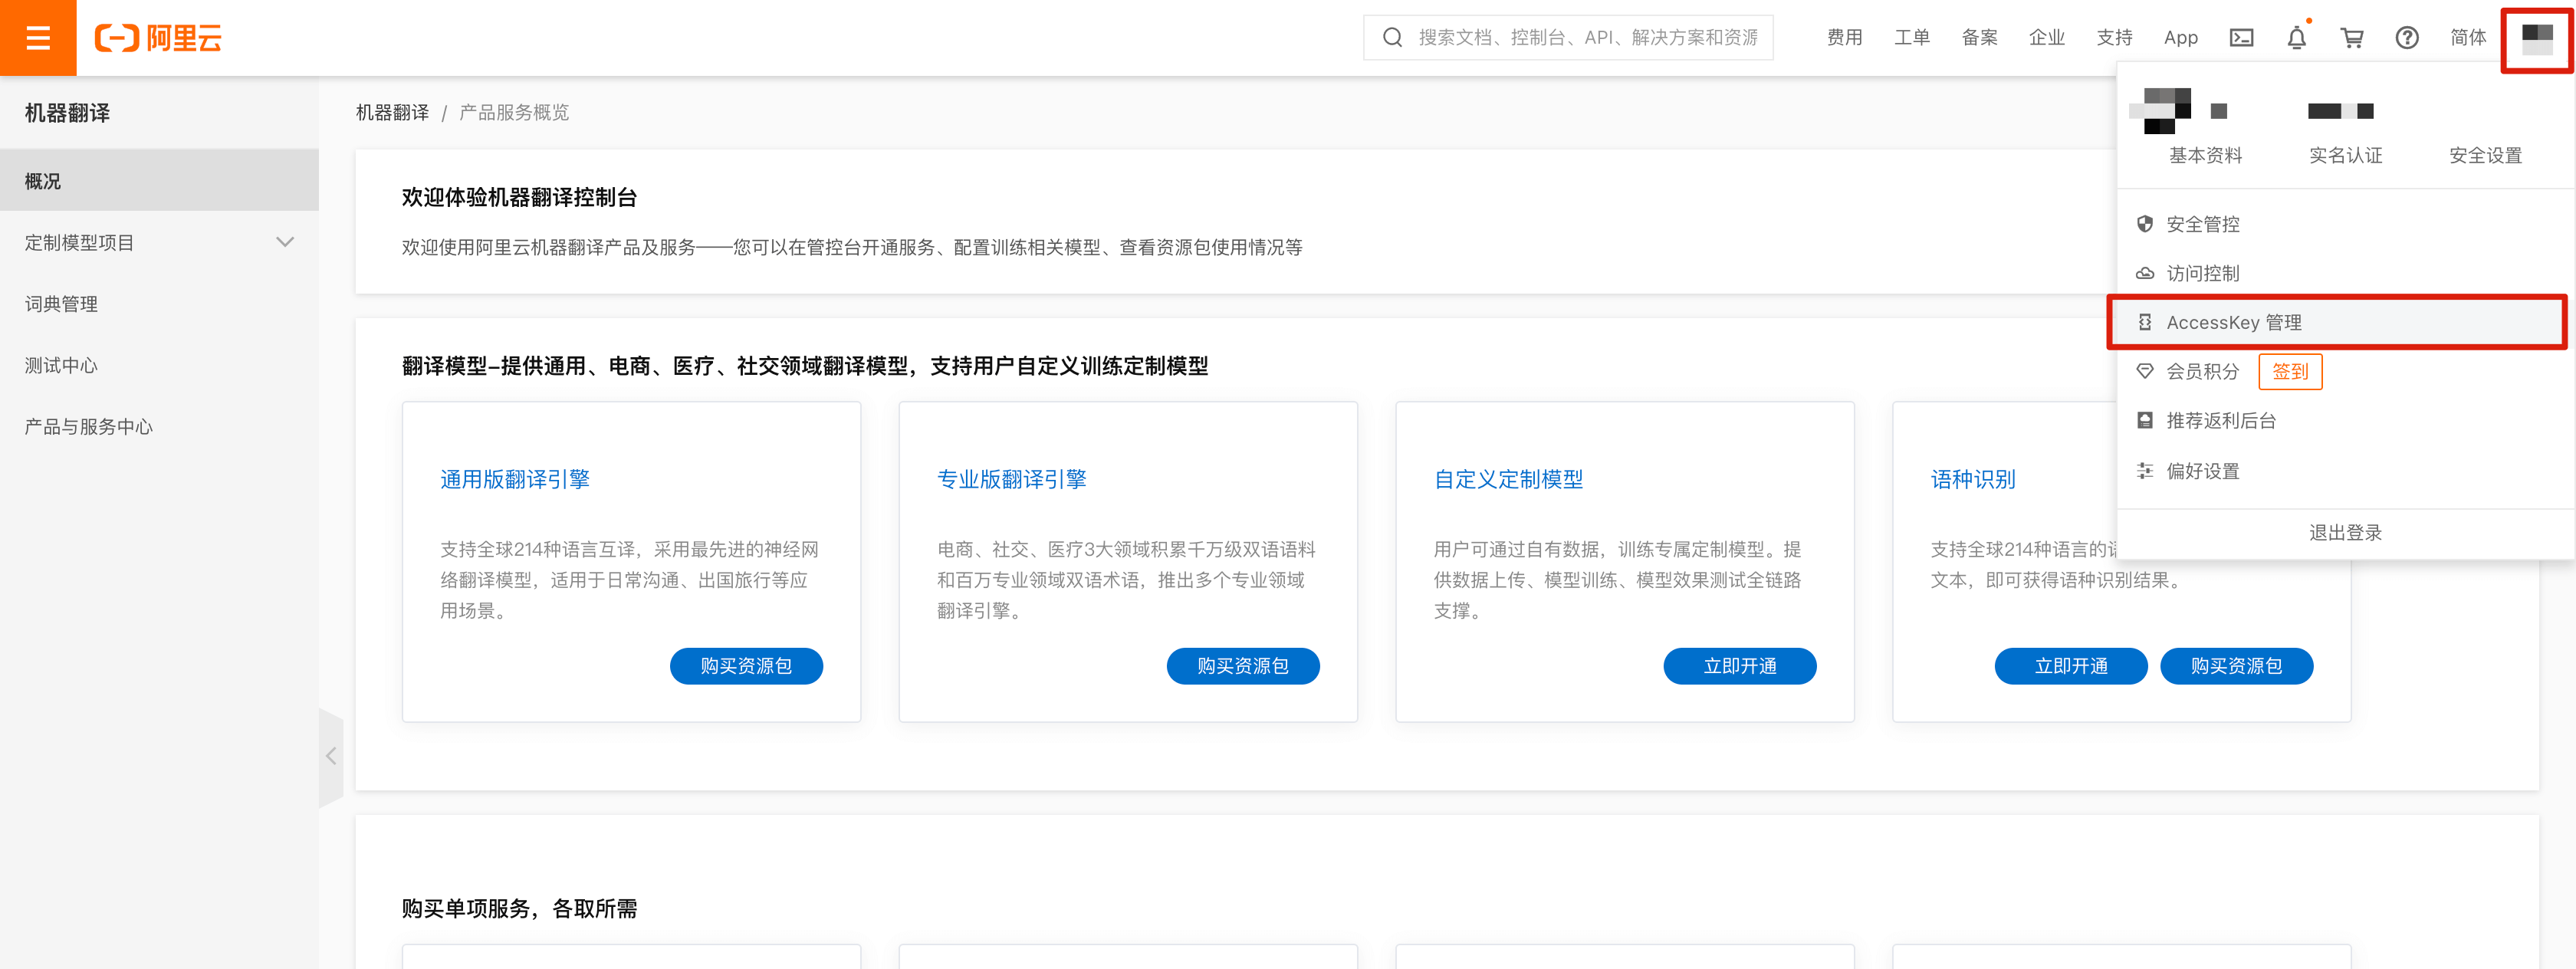 阿里云
搜索文档、控制台、API、解决方案和资源
费用 工单 备案 企业 支持 App 简体
机器翻译
概况
定制模型项目
词典管理
测试中心
产品与服务中心
机器翻译 / 产品服务概览
欢迎体验机器翻译控制台
欢迎使用阿里云机器翻译产品及服务——您可以在管控台开通服务、配置训练相关模型、查看资源包使用情况等
翻译模型-提供通用、电商、医疗、社交领域翻译模型，支持用户自定义训练定制模型
通用版翻译引擎
支持全球214种语言互译，采用最先进的神经网
络翻译模型，适用于日常沟通、出国旅行等应
用场景。
购买资源包
专业版翻译引擎
电商、社交、医疗3大领域积累千万级双语语料
和百万专业领域双语术语，推出多个专业领域
翻译引擎。
购买资源包
自定义定制模型
用户可通过自有数据，训练专属定制模型。提
供数据上传、模型训练、模型效果测试全链路
支撑。
立即开通
语种识别
支持全球214种语言的
文本，即可获得语种识别结果。
立即开通 购买资源包
购买单项服务，各取所需
基本资料 实名认证 安全设置
安全管控
访问控制
AccessKey 管理
会员积分 签到
推荐返利后台
偏好设置
退出登录